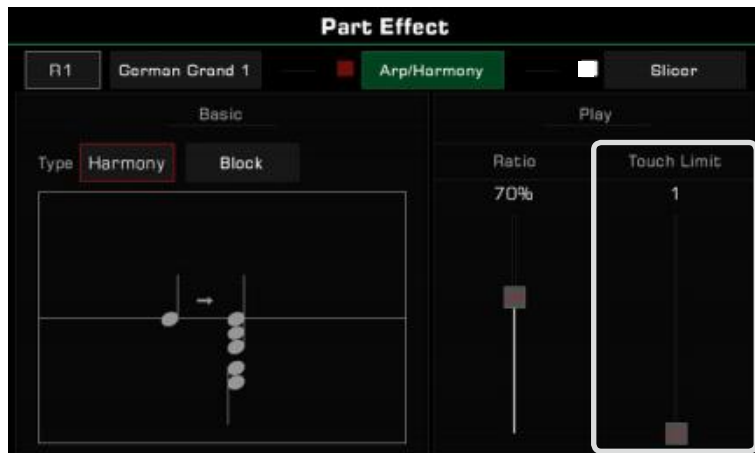 Part Effect
R1 German Grand 1 Arp/Harmony Slicer
Basic Play
Type Harmony Block Ratio Touch Limit
70% 1